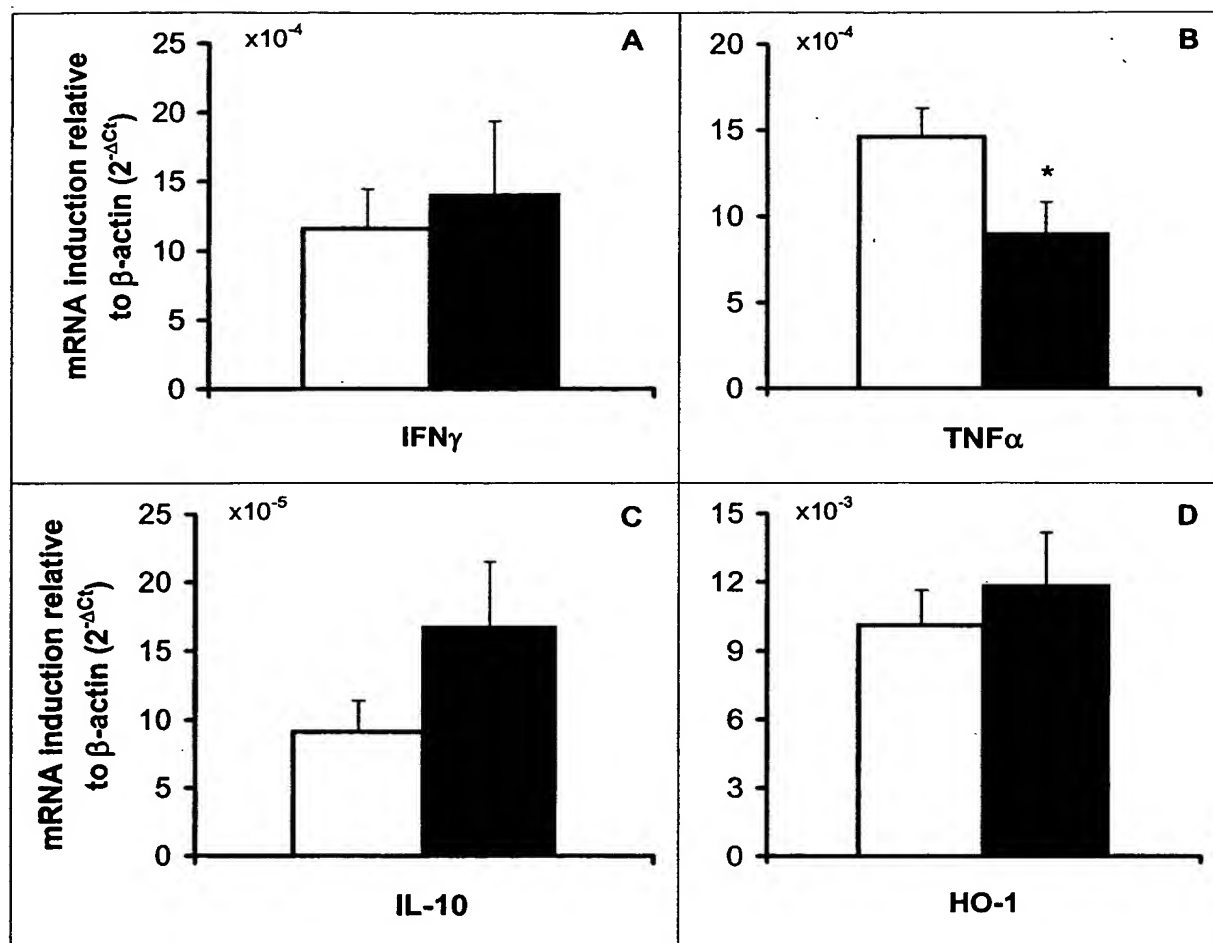 mRNA induction relative
to β-actin (2^-ΔCt)
x10^-4
A
25
20
15
10
5
0
IFNγ
x10^-4
B
20
15
10
5
0
*
TNFα
mRNA induction relative
to β-actin (2^-ΔCt)
x10^-5
C
25
20
15
10
5
0
IL-10
x10^-3
D
15
12
9
6
3
0
HO-1